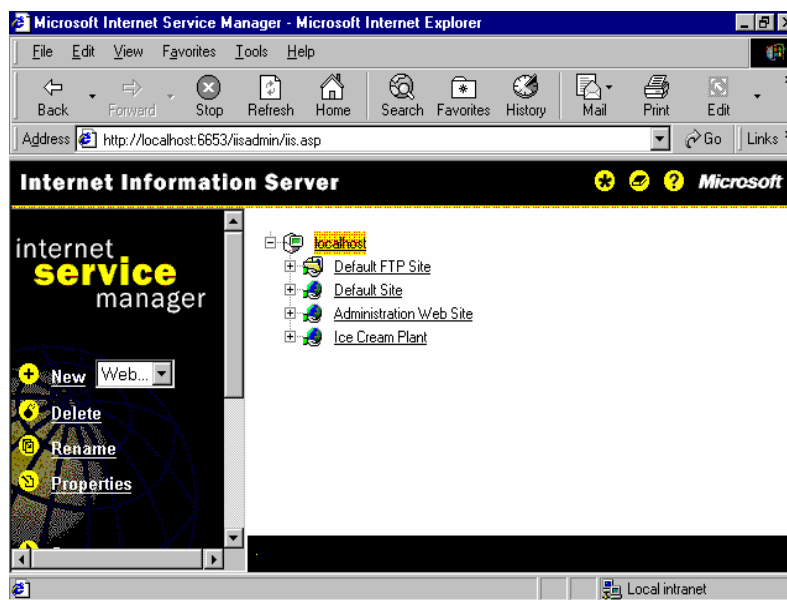 Microsoft Internet Service Manager - Microsoft Internet Explorer
File Edit View Favorites Tools Help
Back Forward Stop Refresh Home Search Favorites History Mail Print Edit
Address http://localhost:6653/iisadmin/iis.asp Go Links
Internet Information Server Microsoft
internet
service
manager
localhost
Default FTP Site
Default Site
Administration Web Site
Ice Cream Plant
New Web...
Delete
Rename
Properties
Local intranet